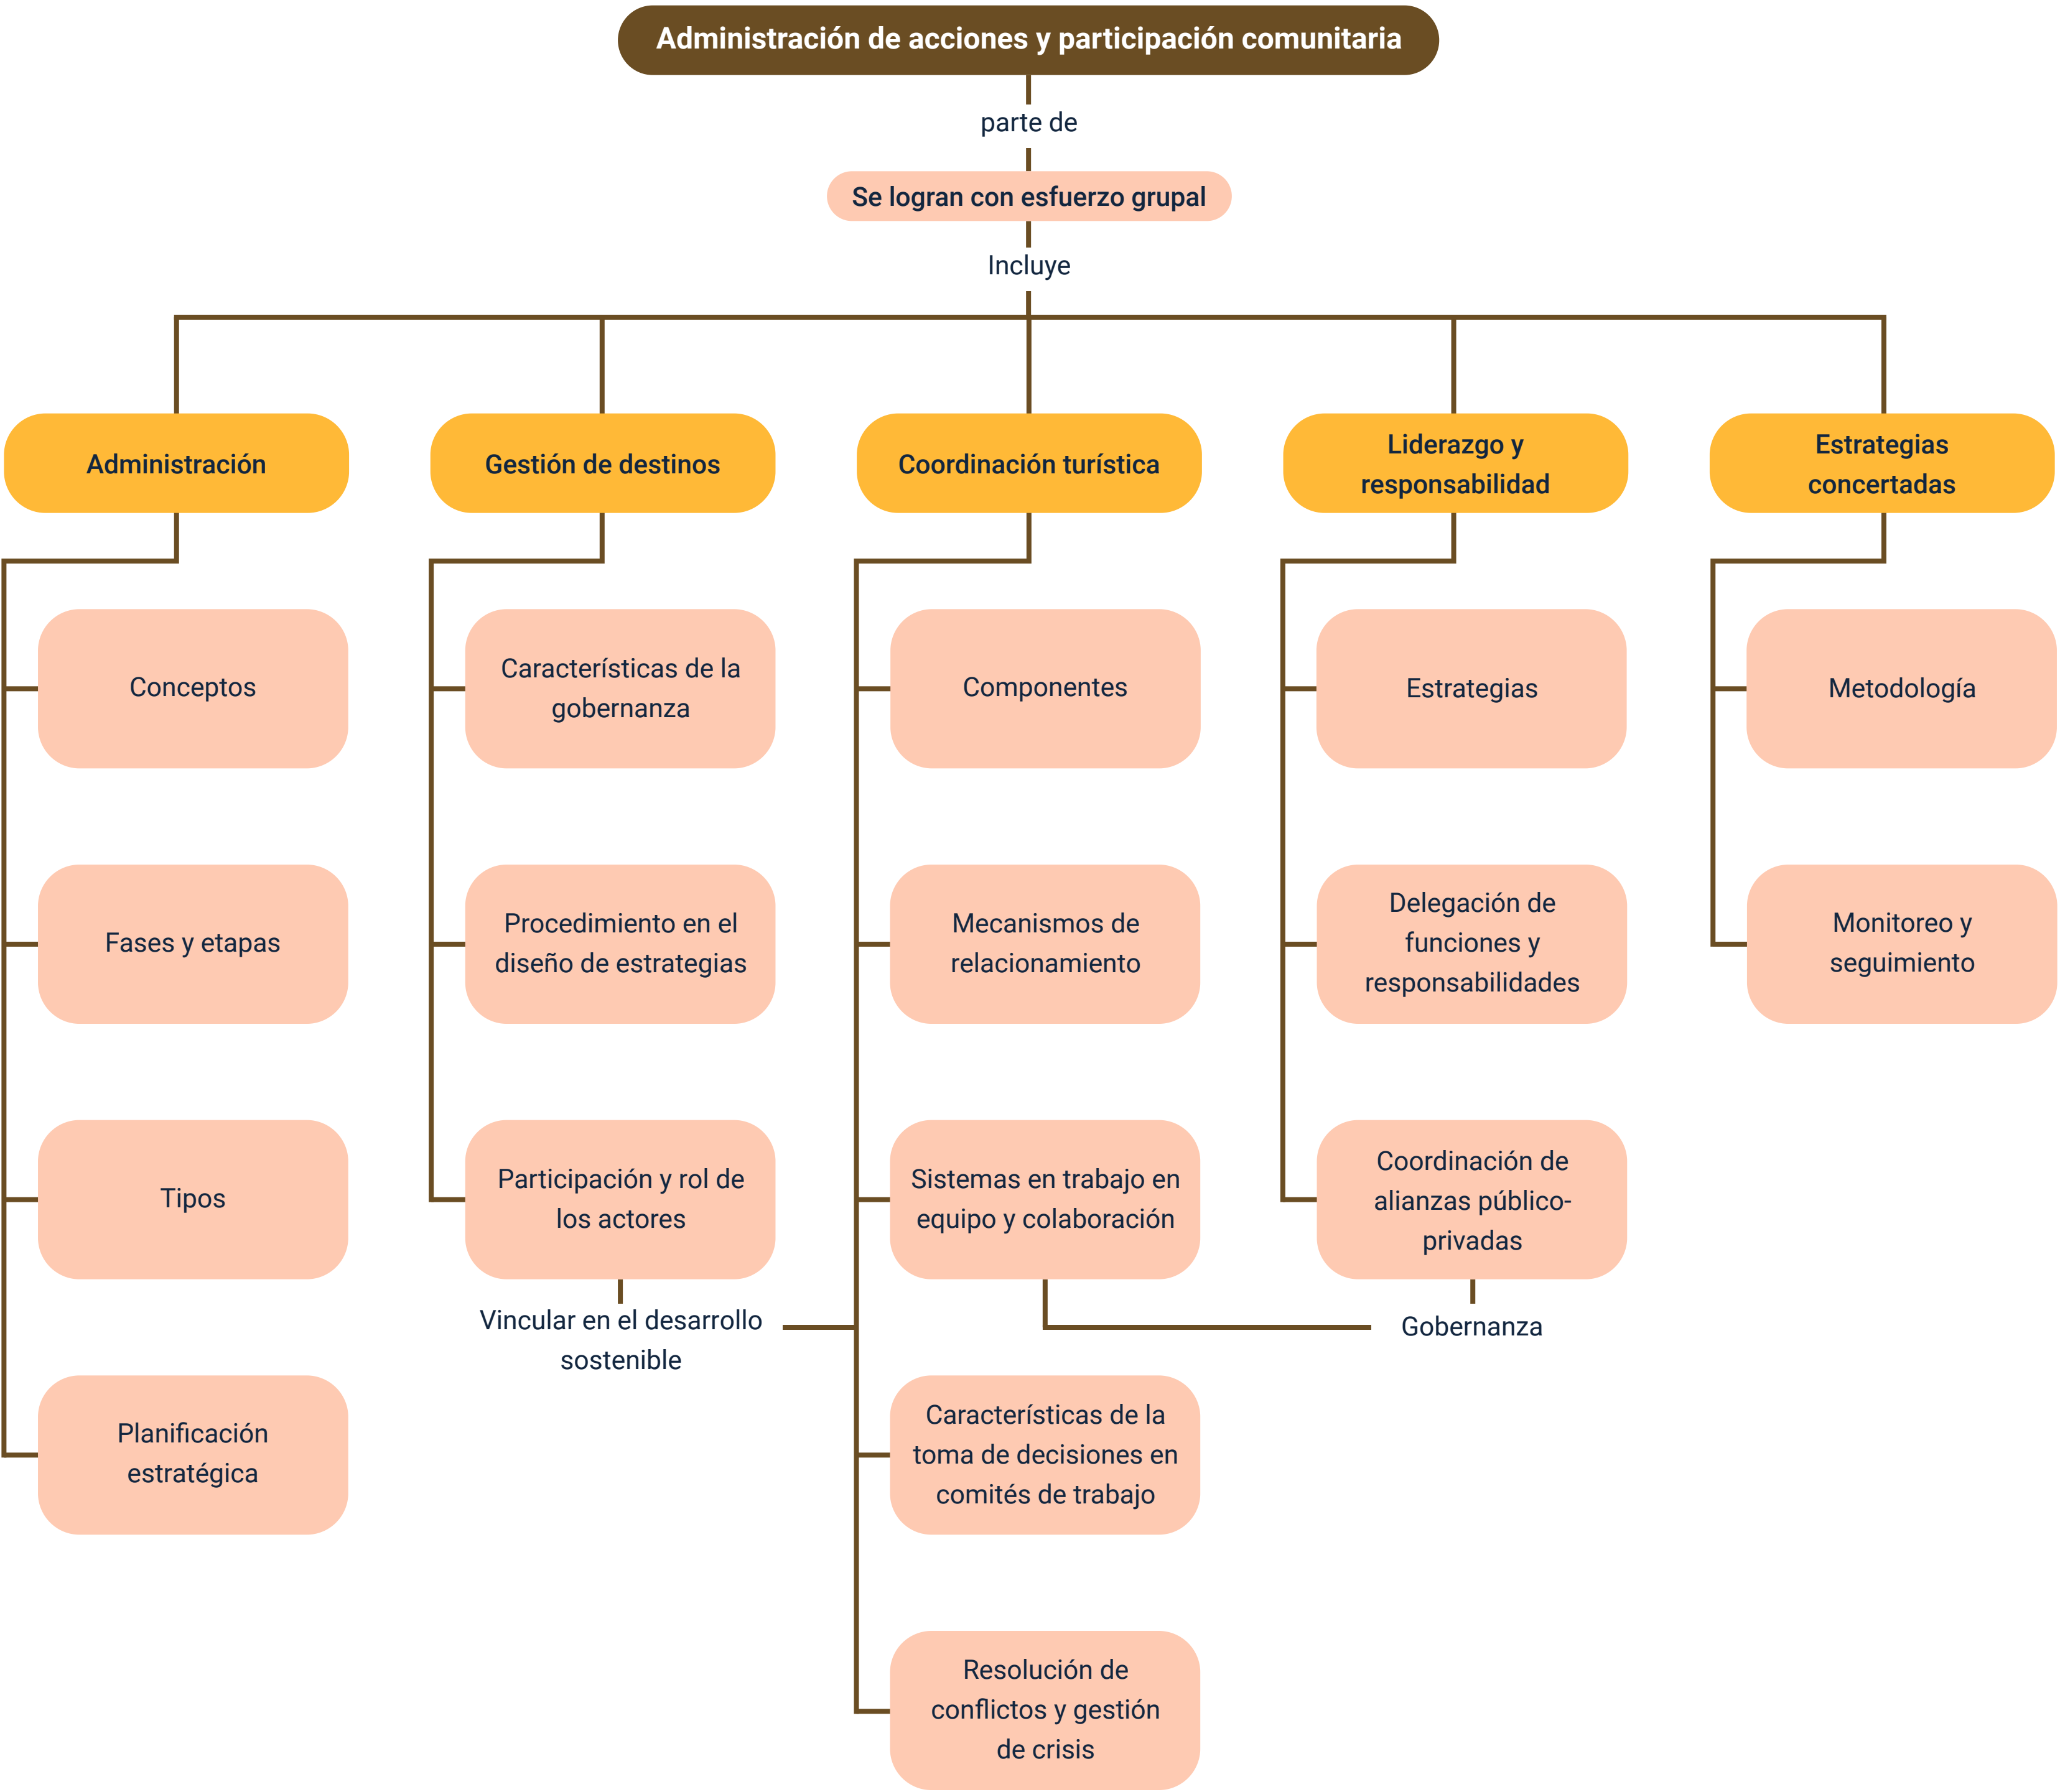 Administración de acciones y participación comunitaria
parte de
Se logran con esfuerzo grupal
Incluye
Administración
Conceptos
Fases y etapas
Tipos
Planificación
estratégica
Gestión de destinos
Características de la
gobernanza
Procedimiento en el
diseño de estrategias
Participación y rol de
los actores
Vincular en el desarrollo
sostenible
Coordinación turística
Componentes
Mecanismos de
relacionamiento
Sistemas en trabajo en
equipo y colaboración
Características de la
toma de decisiones en
comités de trabajo
Resolución de
conflictos y gestión
de crisis
Liderazgo y
responsabilidad
Estrategias
Delegación de
funciones y
responsabilidades
Coordinación de
alianzas público-
privadas
Gobernanza
Estrategias
concertadas
Metodología
Monitoreo y
seguimiento